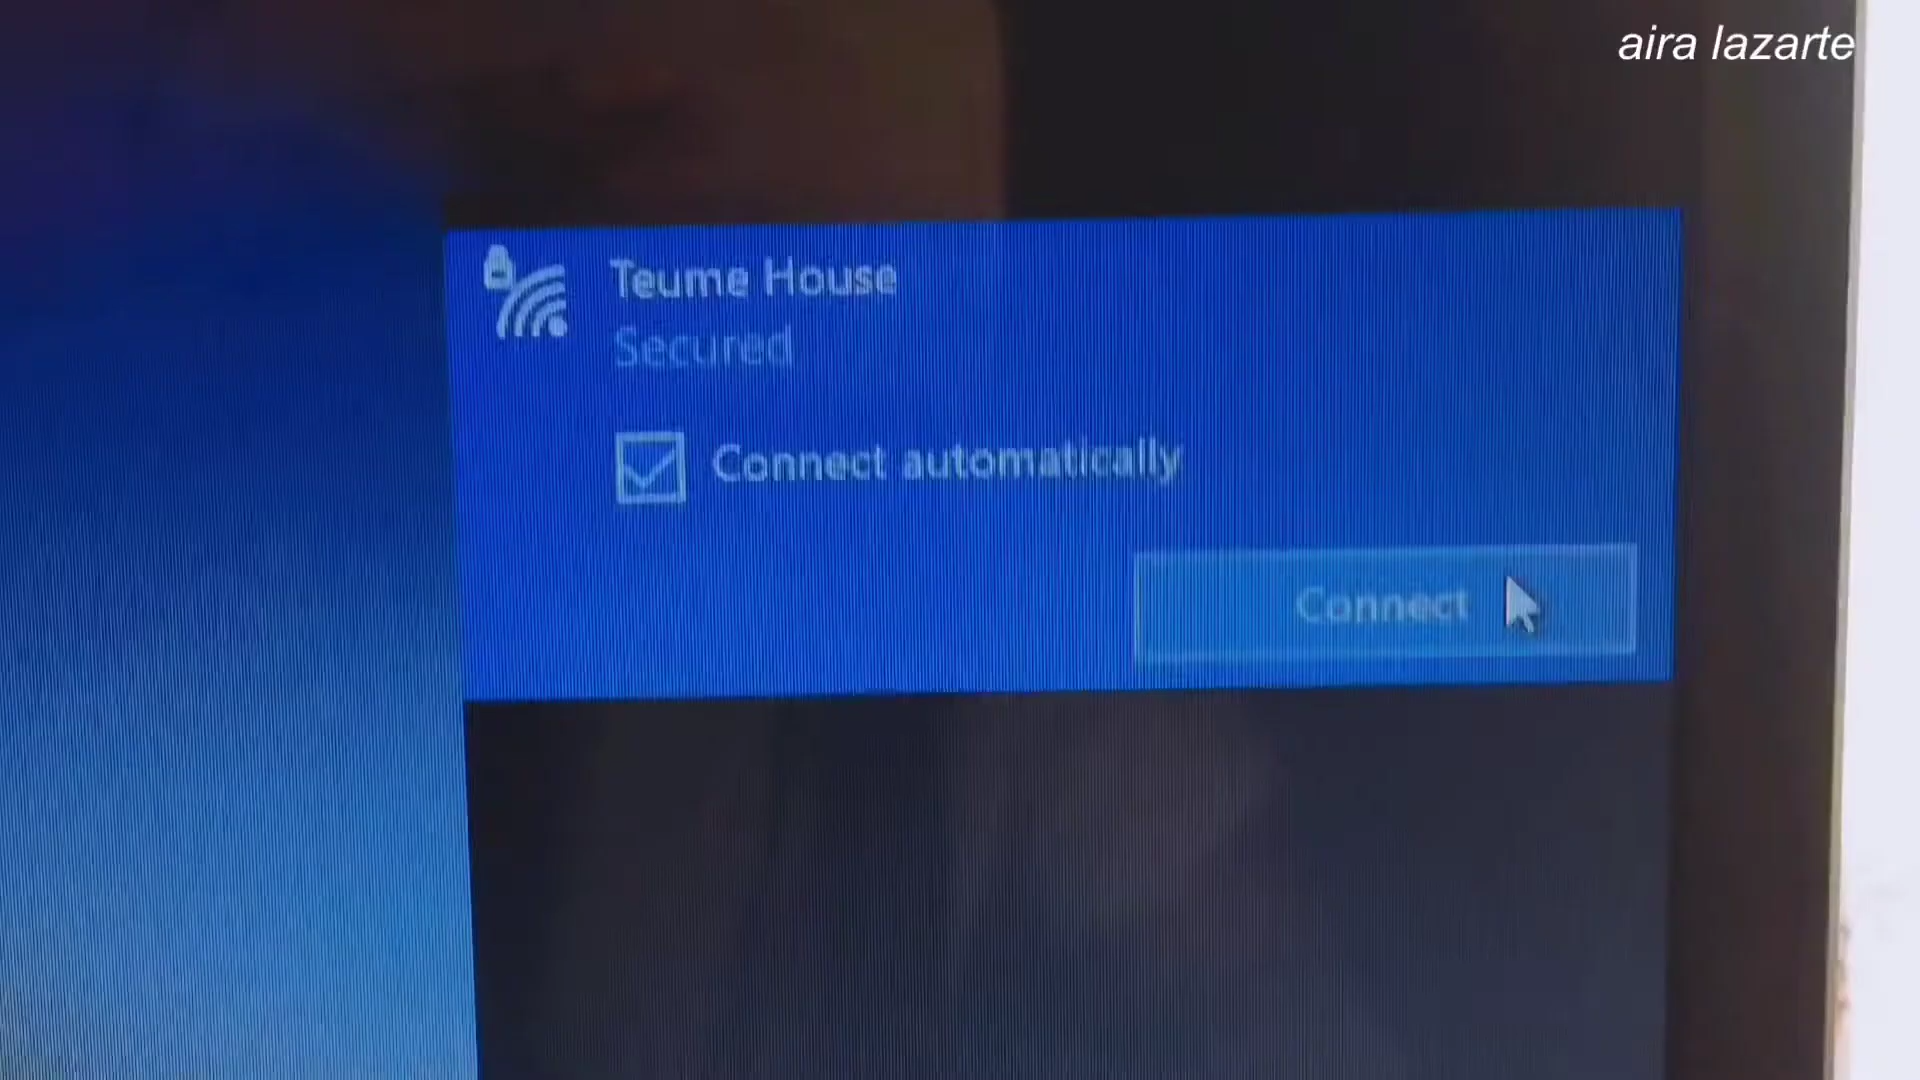 aira lazarte
Teume House
Secured
Connect automatically
Connect